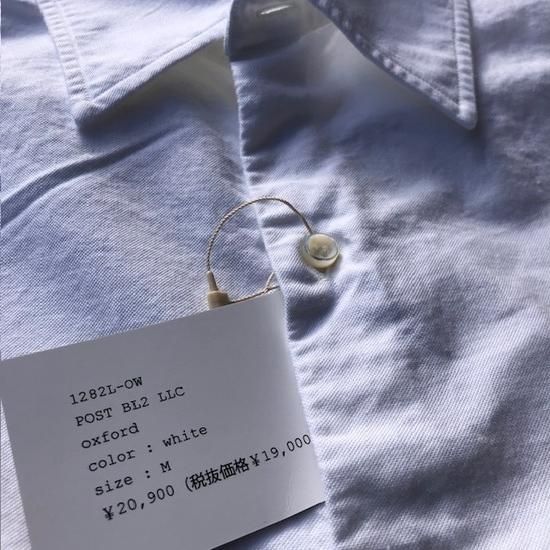 1282L-OW
POST BL2 LLC
oxford
color : white
size : M
¥20,900 (税抜価格¥19,000